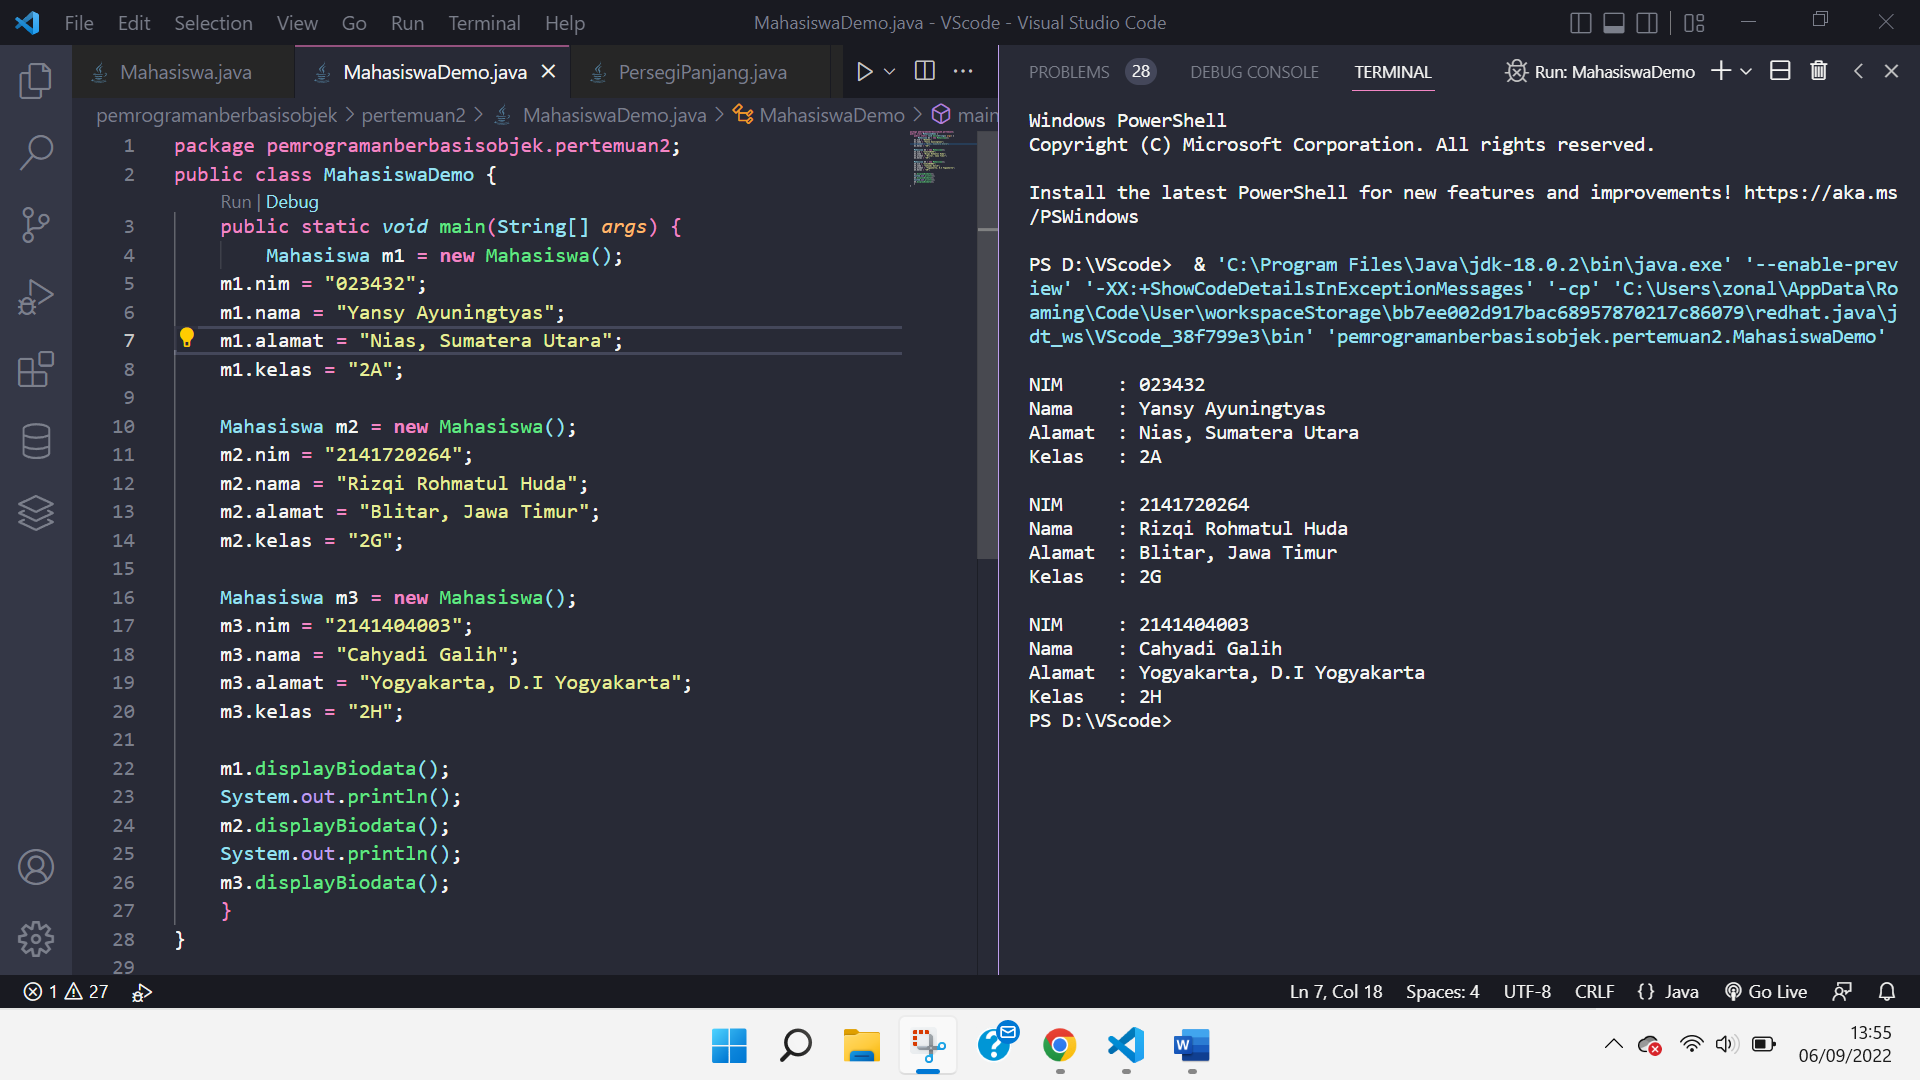 File Edit Selection View Go Run Terminal Help
MahasiswaDemo.java - VScode - Visual Studio Code
Mahasiswa.java MahasiswaDemo.java PersegiPanjang.java
pemrogramanberbasisobjek > pertemuan2 > MahasiswaDemo.java > MahasiswaDemo > main
1 package pemrogramanberbasisobjek.pertemuan2;
2 public class MahasiswaDemo {
Run | Debug
3 public static void main(String[] args) {
4 Mahasiswa m1 = new Mahasiswa();
5 m1.nim = "023432";
6 m1.nama = "Yansy Ayuningtyas";
7 m1.alamat = "Nias, Sumatera Utara";
8 m1.kelas = "2A";
9
10 Mahasiswa m2 = new Mahasiswa();
11 m2.nim = "2141720264";
12 m2.nama = "Rizqi Rohmatul Huda";
13 m2.alamat = "Blitar, Jawa Timur";
14 m2.kelas = "2G";
15
16 Mahasiswa m3 = new Mahasiswa();
17 m3.nim = "2141404003";
18 m3.nama = "Cahyadi Galih";
19 m3.alamat = "Yogyakarta, D.I Yogyakarta";
20 m3.kelas = "2H";
21
22 m1.displayBiodata();
23 System.out.println();
24 m2.displayBiodata();
25 System.out.println();
26 m3.displayBiodata();
27 }
28 }
29
PROBLEMS 28 DEBUG CONSOLE TERMINAL Run: MahasiswaDemo
Windows PowerShell
Copyright (C) Microsoft Corporation. All rights reserved.
Install the latest PowerShell for new features and improvements! https://aka.ms
/PSWindows
PS D:\VScode>  & 'C:\Program Files\Java\jdk-18.0.2\bin\java.exe' '--enable-prev
iew' '-XX:+ShowCodeDetailsInExceptionMessages' '-cp' 'C:\Users\zonal\AppData\Ro
aming\Code\User\workspaceStorage\bb7ee002d917bac68957870217c86079\redhat.java\j
dt_ws\VScode_38f799e3\bin' 'pemrogramanberbasisobjek.pertemuan2.MahasiswaDemo'
NIM : 023432
Nama : Yansy Ayuningtyas
Alamat : Nias, Sumatera Utara
Kelas : 2A
NIM : 2141720264
Nama : Rizqi Rohmatul Huda
Alamat : Blitar, Jawa Timur
Kelas : 2G
NIM : 2141404003
Nama : Cahyadi Galih
Alamat : Yogyakarta, D.I Yogyakarta
Kelas : 2H
PS D:\VScode>
1 27 Ln 7, Col 18 Spaces: 4 UTF-8 CRLF {} Java Go Live
13:55
06/09/2022